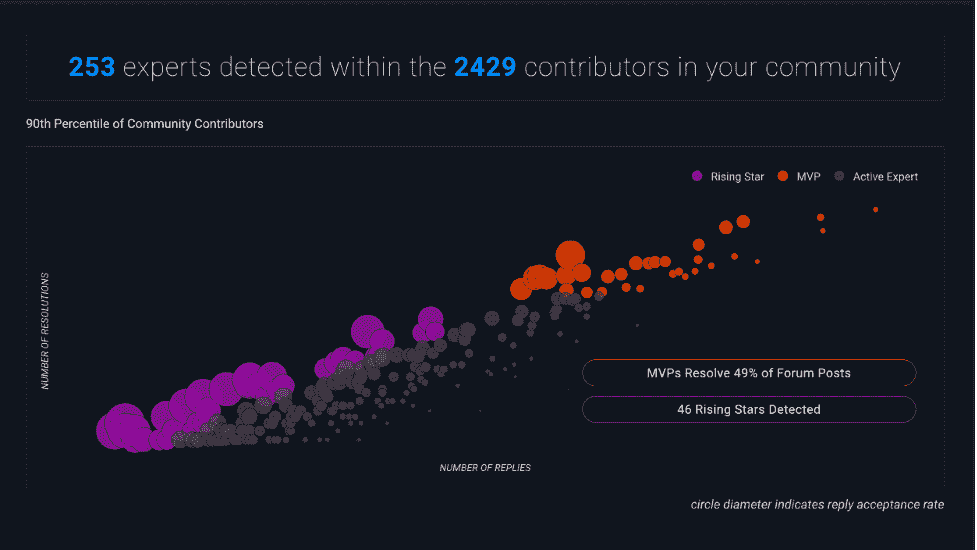 253 experts detected within the 2429 contributors in your community
90th Percentile of Community Contributors
Rising Star MVP Active Expert
NUMBER OF RESOLUTIONS
MVPs Resolve 49% of Forum Posts
46 Rising Stars Detected
NUMBER OF REPLIES
circle diameter indicates reply acceptance rate